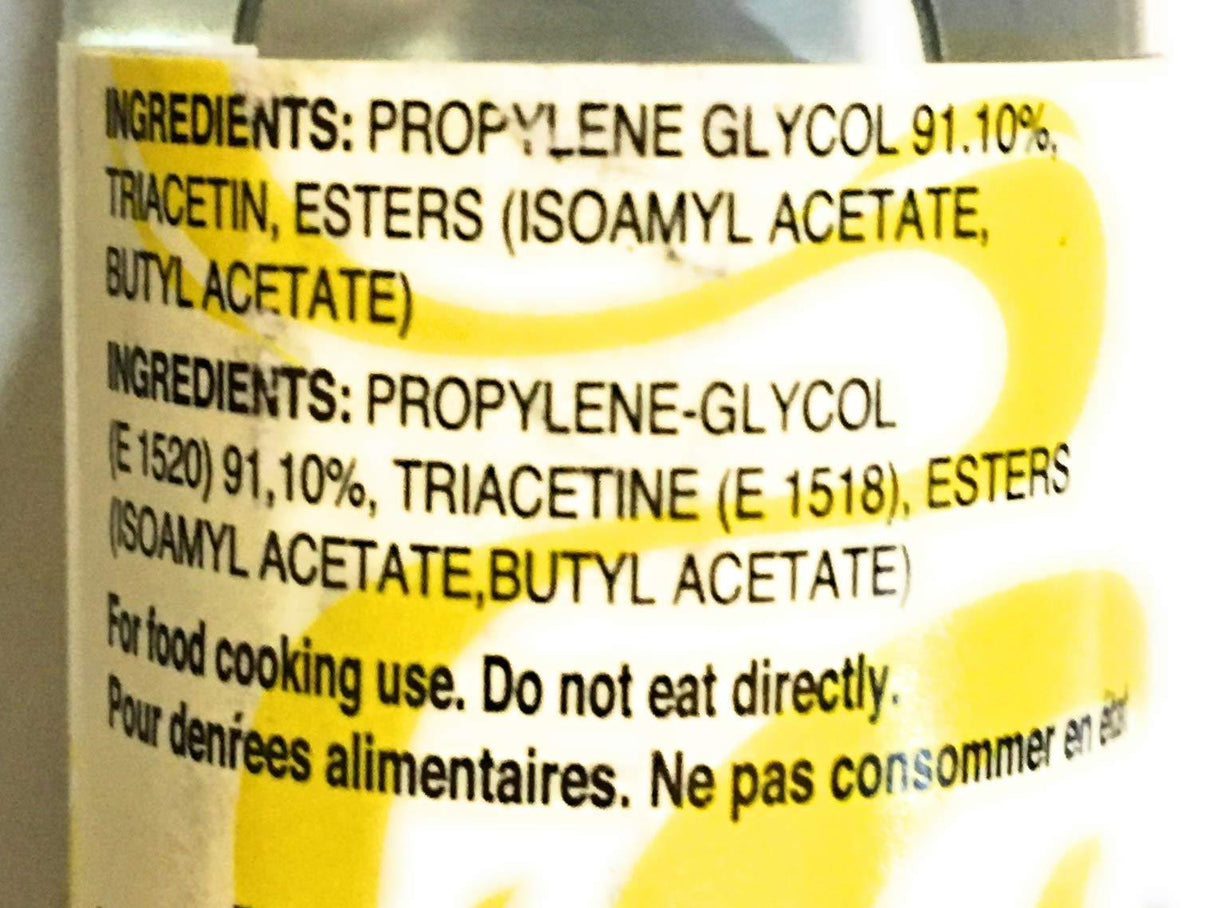 INGREDIENTS: PROPYLENE GLYCOL 91.10%,
TRIACETIN, ESTERS (ISOAMYL ACETATE,
BUTYL ACETATE)
INGREDIENTS: PROPYLENE-GLYCOL
(E 1520) 91,10%, TRIACETINE (E 1518), ESTERS
(ISOAMYL ACETATE,BUTYL ACETATE)
For food cooking use. Do not eat directly.
Pour denŕees alimentaires. Ne pas consommer en état